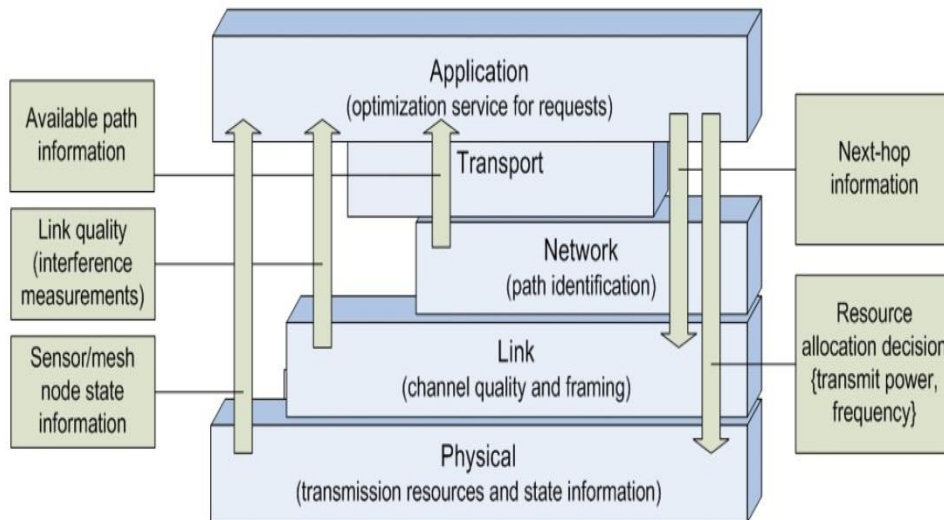 Application
(optimization service for requests)
Available path
information
Transport
Next-hop
information
Link quality
(interference
measurements)
Network
(path identification)
Resource
allocation decision
{transmit power,
frequency}
Link
(channel quality and framing)
Sensor/mesh
node state
information
Physical
(transmission resources and state information)